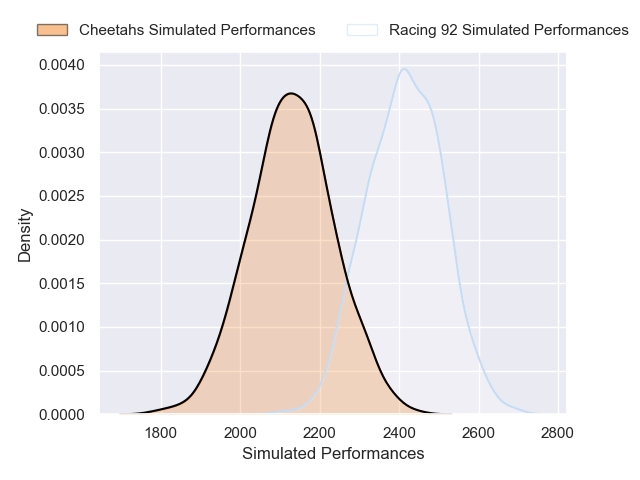 Cheetahs Simulated Performances
Racing 92 Simulated Performances
0.0040
0.0035
0.0030
0.0025
0.0020
0.0015
0.0010
0.0005
0.0000
Density
1800 2000 2200 2400 2600 2800
Simulated Performances